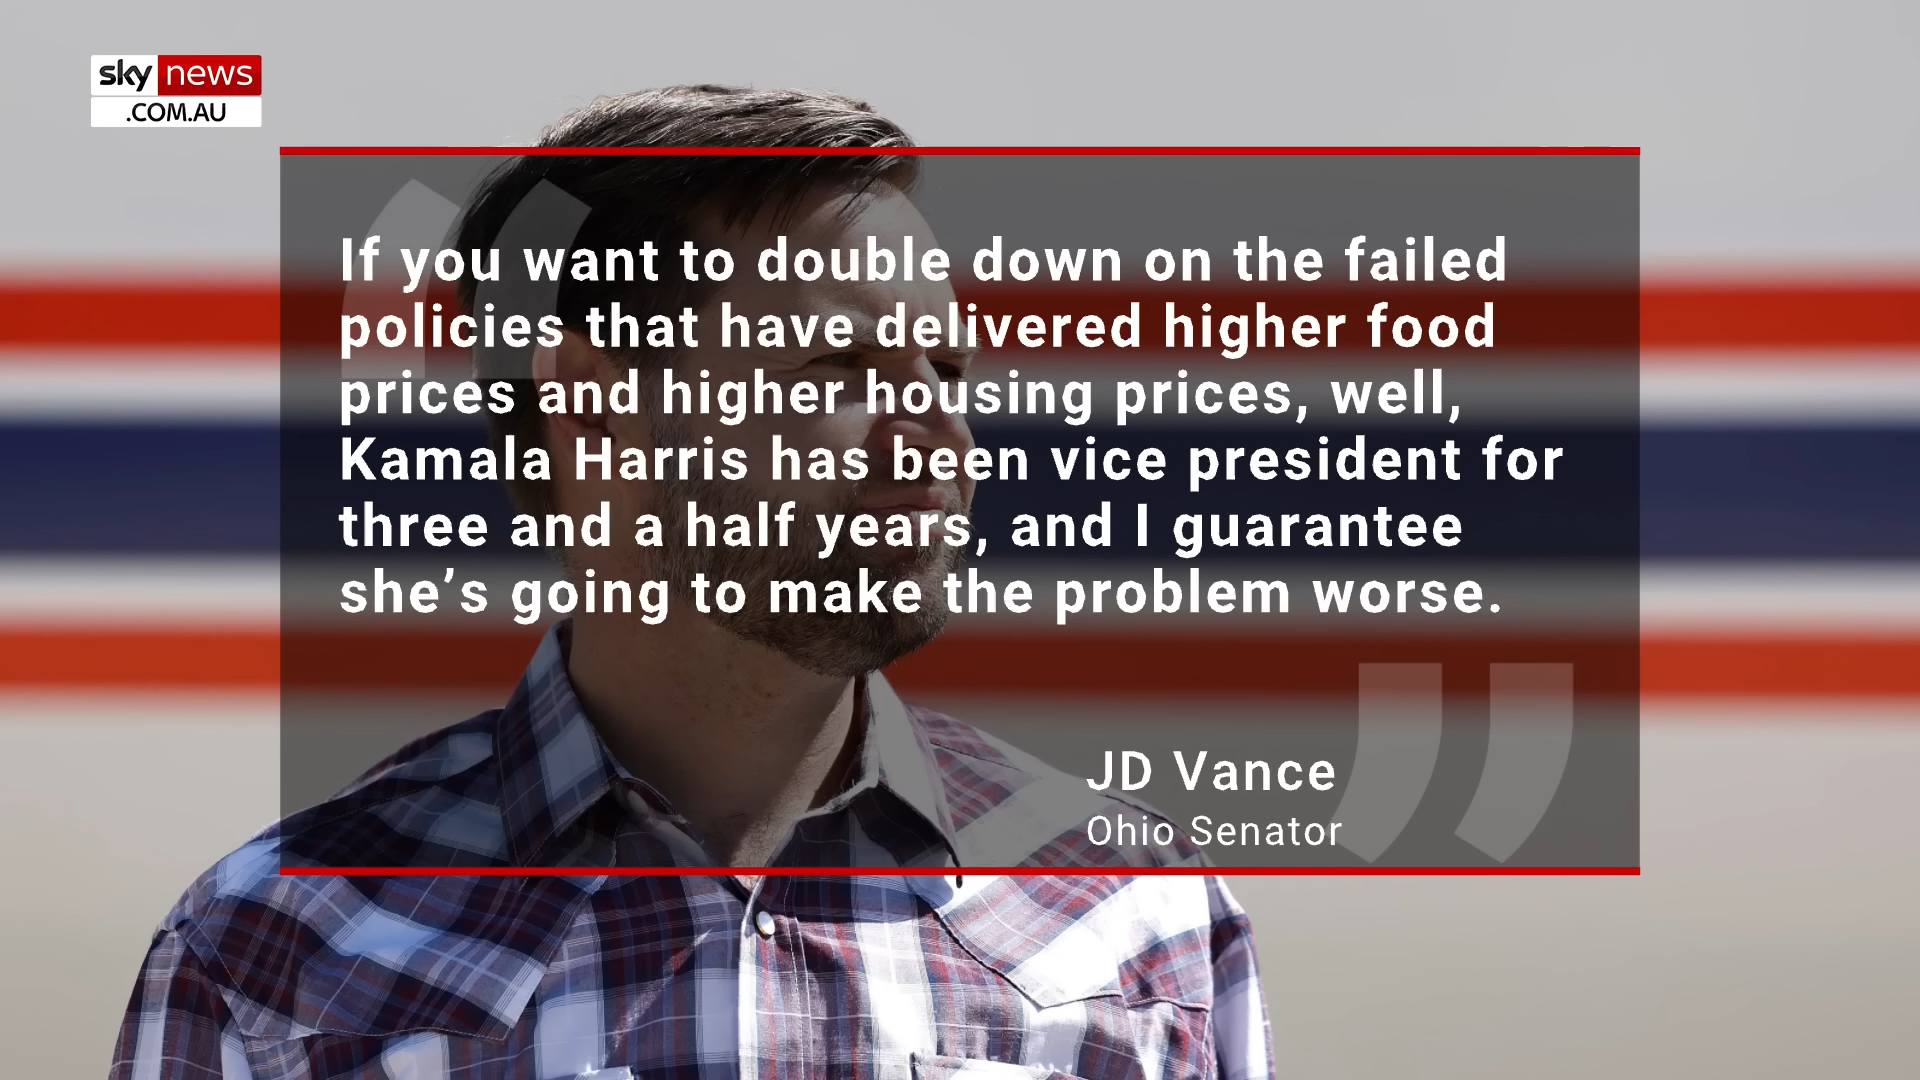 sky news
.COM.AU
If you want to double down on the failed
policies that have delivered higher food
prices and higher housing prices, well,
Kamala Harris has been vice president for
three and a half years, and I guarantee
she’s going to make the problem worse.
JD Vance
Ohio Senator